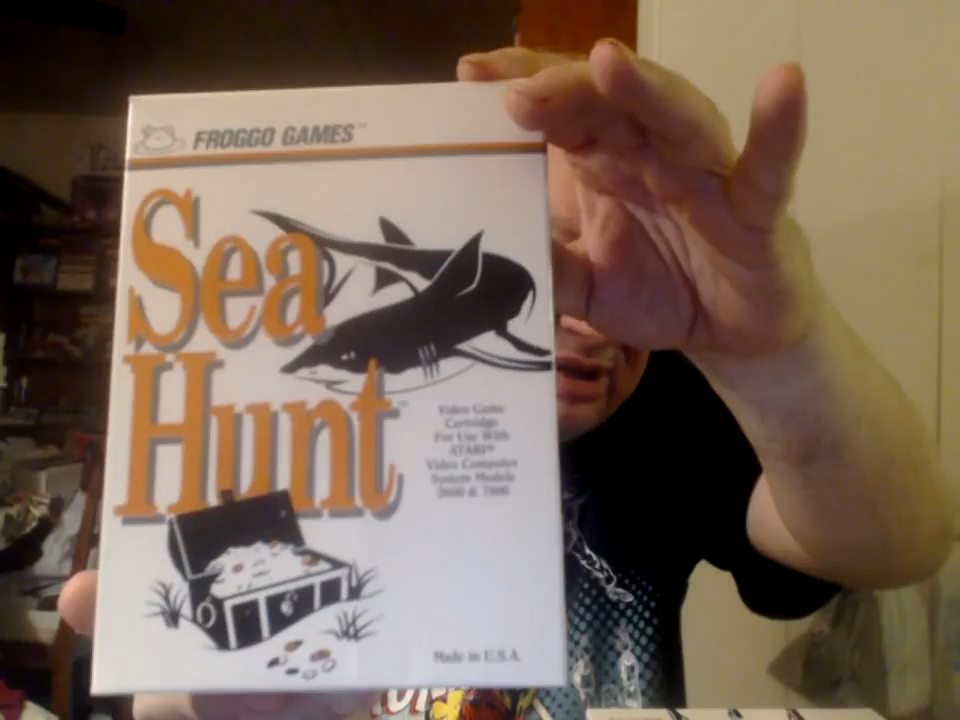 FROGGO GAMES™
Sea
Hunt™
Video Game
Cartridge
For Use With
ATARI®
Video Computer
System Models
2600 & 7800
Made in U.S.A.